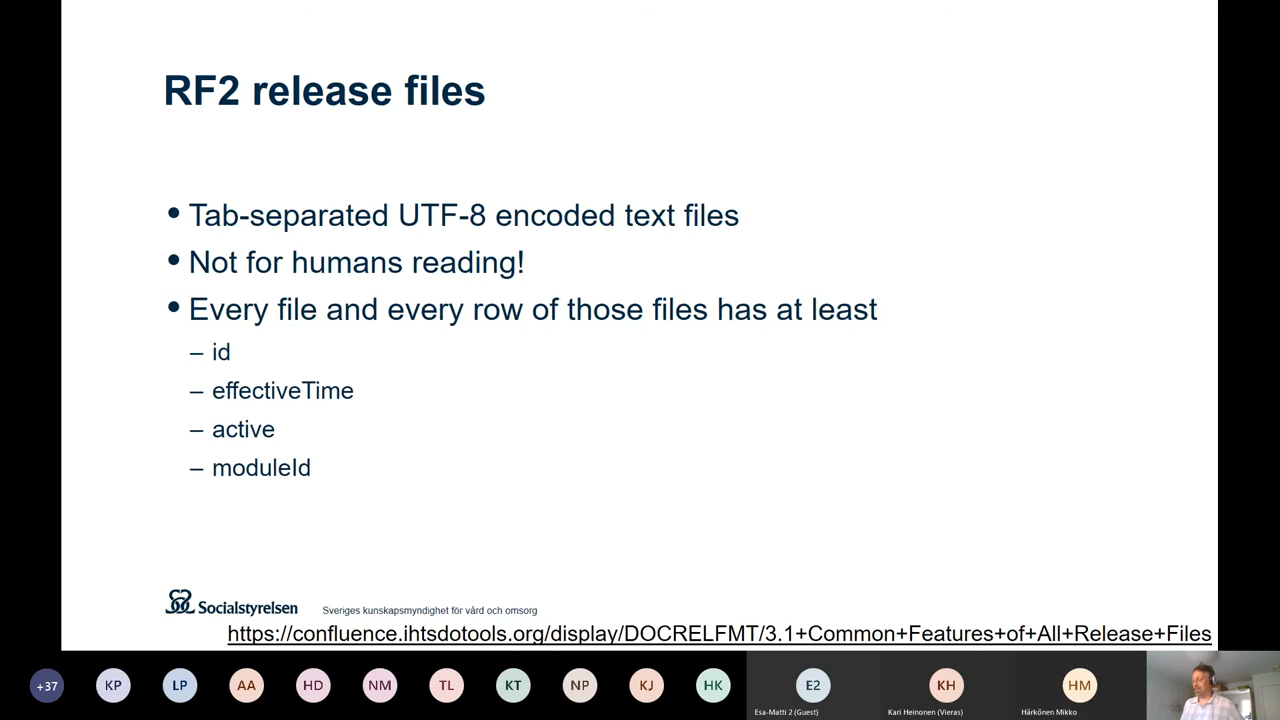 RF2 release files
• Tab-separated UTF-8 encoded text files
• Not for humans reading!
• Every file and every row of those files has at least
– id
– effectiveTime
– active
– moduleId
Socialstyrelsen
Sveriges kunskapsmyndighet för vård och omsorg
https://confluence.ihtsdotools.org/display/DOCRELFMT/3.1+Common+Features+of+All+Release+Files
+37 KP LP AA HD NM TL KT NP KJ HK E2 KH HM
Esa-Matti 2 (Guest) Kari Heinonen (Vieras) Härkönen Mikko